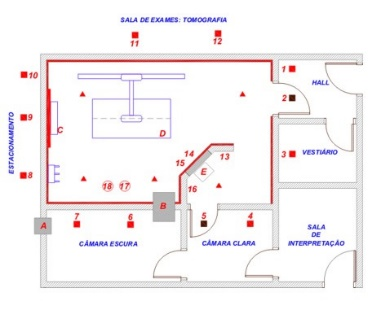 SALA DE EXAMES: TOMOGRAFIA
11
12
10
1
HALL
2
ESTACIONAMENTO
9
C
D
14
13
3
VESTIÁRIO
15
E
8
18
17
16
B
A
7
6
5
4
SALA
DE
INTERPRETAÇÃO
CÂMARA ESCURA
CÂMARA CLARA